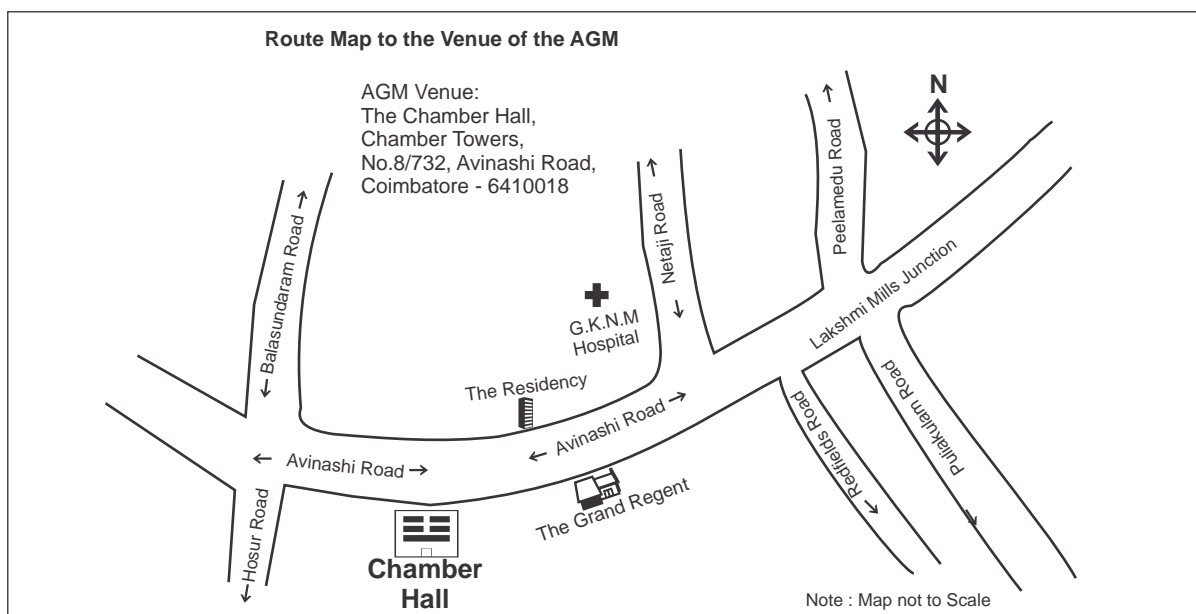 Route Map to the Venue of the AGM
AGM Venue:
The Chamber Hall,
Chamber Towers,
No.8/732, Avinashi Road,
Coimbatore - 6410018
N
Peelamedu Road
Netaji Road
Balasundaram Road
Lakshmi Mills Junction
G.K.N.M
Hospital
The Residency
Avinashi Road
Avinashi Road
Redfields Road
Puliakulam Road
The Grand Regent
Hosur Road
Chamber
Hall
Note : Map not to Scale